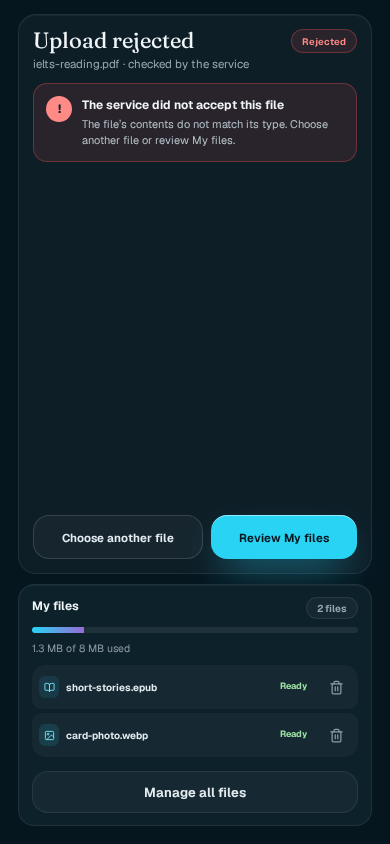 Upload rejected
Rejected
ielts-reading.pdf · checked by the service
!
The service did not accept this file
The file's contents do not match its type. Choose
another file or review My files.
Choose another file
Review My files
My files
2 files
1.3 MB of 8 MB used
short-stories.epub
Ready
card-photo.webp
Ready
Manage all files